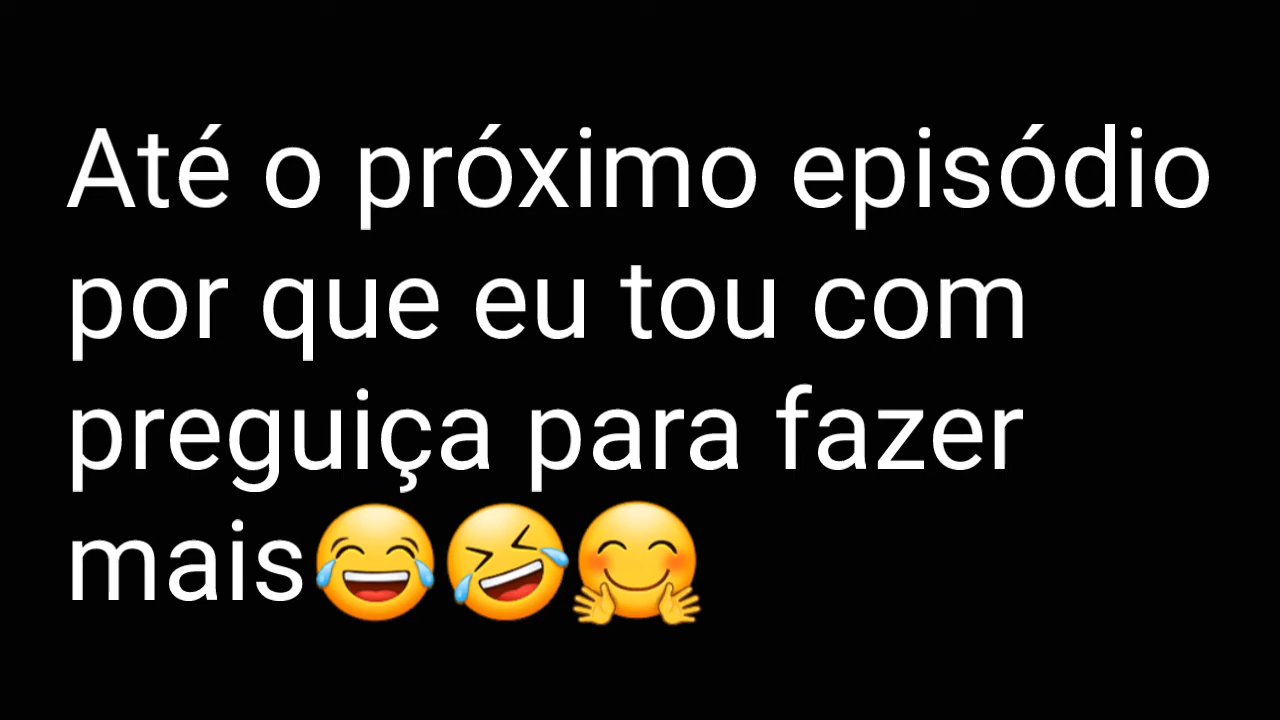 Até o próximo episódio
por que eu tou com
preguiça para fazer
mais😂🤣🤗